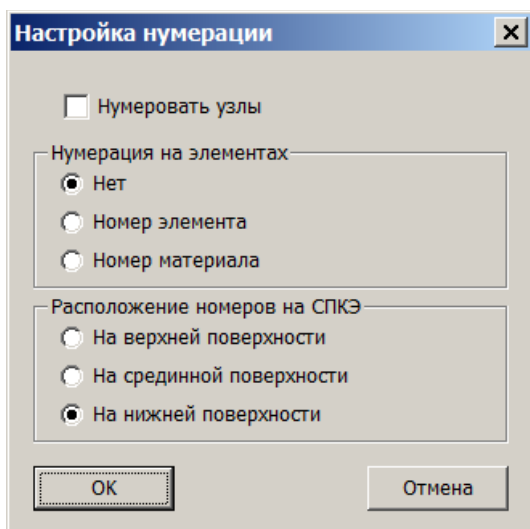 Настройка нумерации
Нумеровать узлы
Нумерация на элементах
Нет
Номер элемента
Номер материала
Расположение номеров на СПКЭ
На верхней поверхности
На срединной поверхности
На нижней поверхности
ОК
Отмена